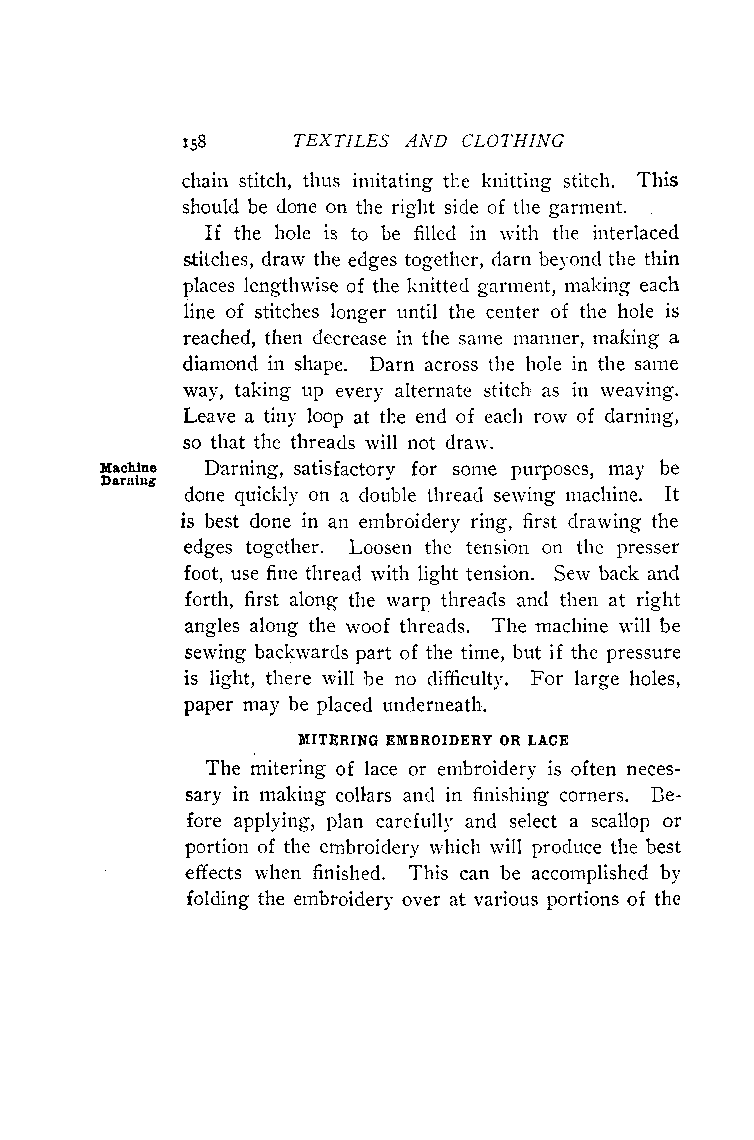 158 TEXTILES AND CLOTHING
chain stitch, thus imitating the knitting stitch. This
should be done on the right side of the garment.
If the hole is to be filled in with the interlaced
stitches, draw the edges together, darn beyond the thin
places lengthwise of the knitted garment, making each
line of stitches longer until the center of the hole is
reached, then decrease in the same manner, making a
diamond in shape. Darn across the hole in the same
way, taking up every alternate stitch as in weaving.
Leave a tiny loop at the end of each row of darning,
so that the threads will not draw.
Machine
Darning
Darning, satisfactory for some purposes, may be
done quickly on a double thread sewing machine. It
is best done in an embroidery ring, first drawing the
edges together. Loosen the tension on the presser
foot, use fine thread with light tension. Sew back and
forth, first along the warp threads and then at right
angles along the woof threads. The machine will be
sewing backwards part of the time, but if the pressure
is light, there will be no difficulty. For large holes,
paper may be placed underneath.
MITERING EMBROIDERY OR LACE
The mitering of lace or embroidery is often neces-
sary in making collars and in finishing corners. Be-
fore applying, plan carefully and select a scallop or
portion of the embroidery which will produce the best
effects when finished. This can be accomplished by
folding the embroidery over at various portions of the